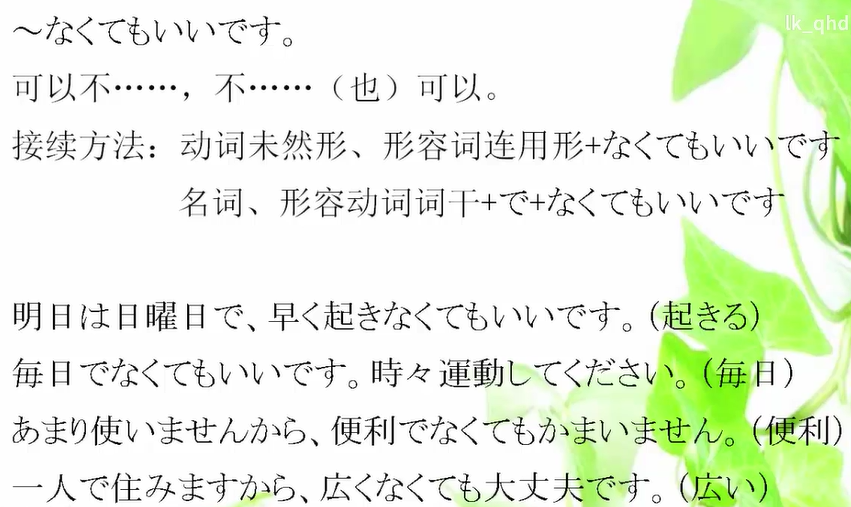 lk_qhd
～なくてもいいです。
可以不……，不……（也）可以。
接续方法：动词未然形、形容词连用形+なくてもいいです
名词、形容动词词干+で+なくてもいいです
明日は日曜日で、早く起きなくてもいいです。（起きる）
毎日でなくてもいいです。時々運動してください。（毎日）
あまり使いませんから、便利でなくてもかまいません。（便利）
一人で住みますから、広くなくても大丈夫です。（広い）